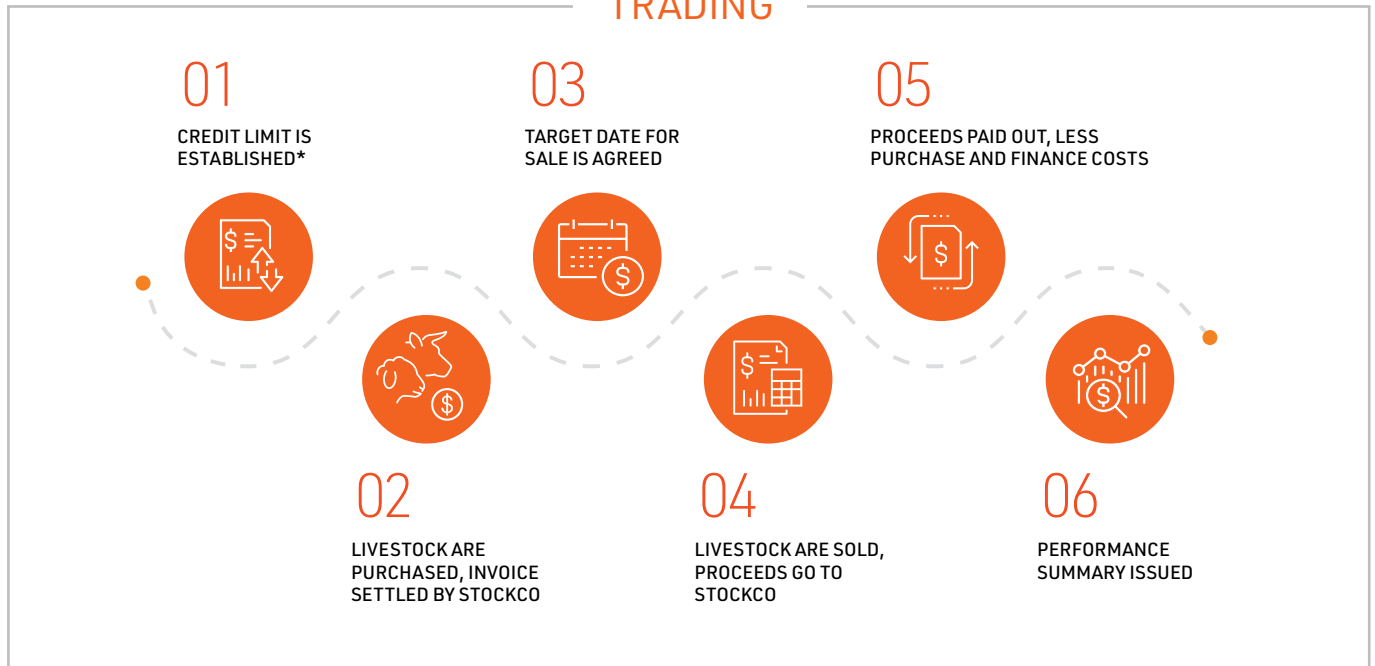 TRADING
01
CREDIT LIMIT IS
ESTABLISHED*
$
02
LIVESTOCK ARE
PURCHASED, INVOICE
SETTLED BY STOCKCO
$
03
TARGET DATE FOR
SALE IS AGREED
$
04
LIVESTOCK ARE SOLD,
PROCEEDS GO TO
STOCKCO
$
05
PROCEEDS PAID OUT, LESS
PURCHASE AND FINANCE COSTS
$
06
PERFORMANCE
SUMMARY ISSUED
$